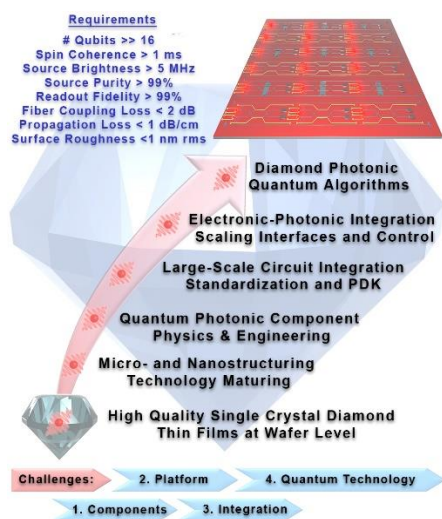 Requirements
# Qubits >> 16
Spin Coherence > 1 ms
Source Brightness > 5 MHz
Source Purity > 99%
Readout Fidelity > 99%
Fiber Coupling Loss < 2 dB
Propagation Loss < 1 dB/cm
Surface Roughness <1 nm rms
Diamond Photonic
Quantum Algorithms
Electronic-Photonic Integration
Scaling Interfaces and Control
Large-Scale Circuit Integration
Standardization and PDK
Quantum Photonic Component
Physics & Engineering
Micro- and Nanostructuring
Technology Maturing
High Quality Single Crystal Diamond
Thin Films at Wafer Level
Challenges:
2. Platform
4. Quantum Technology
1. Components
3. Integration